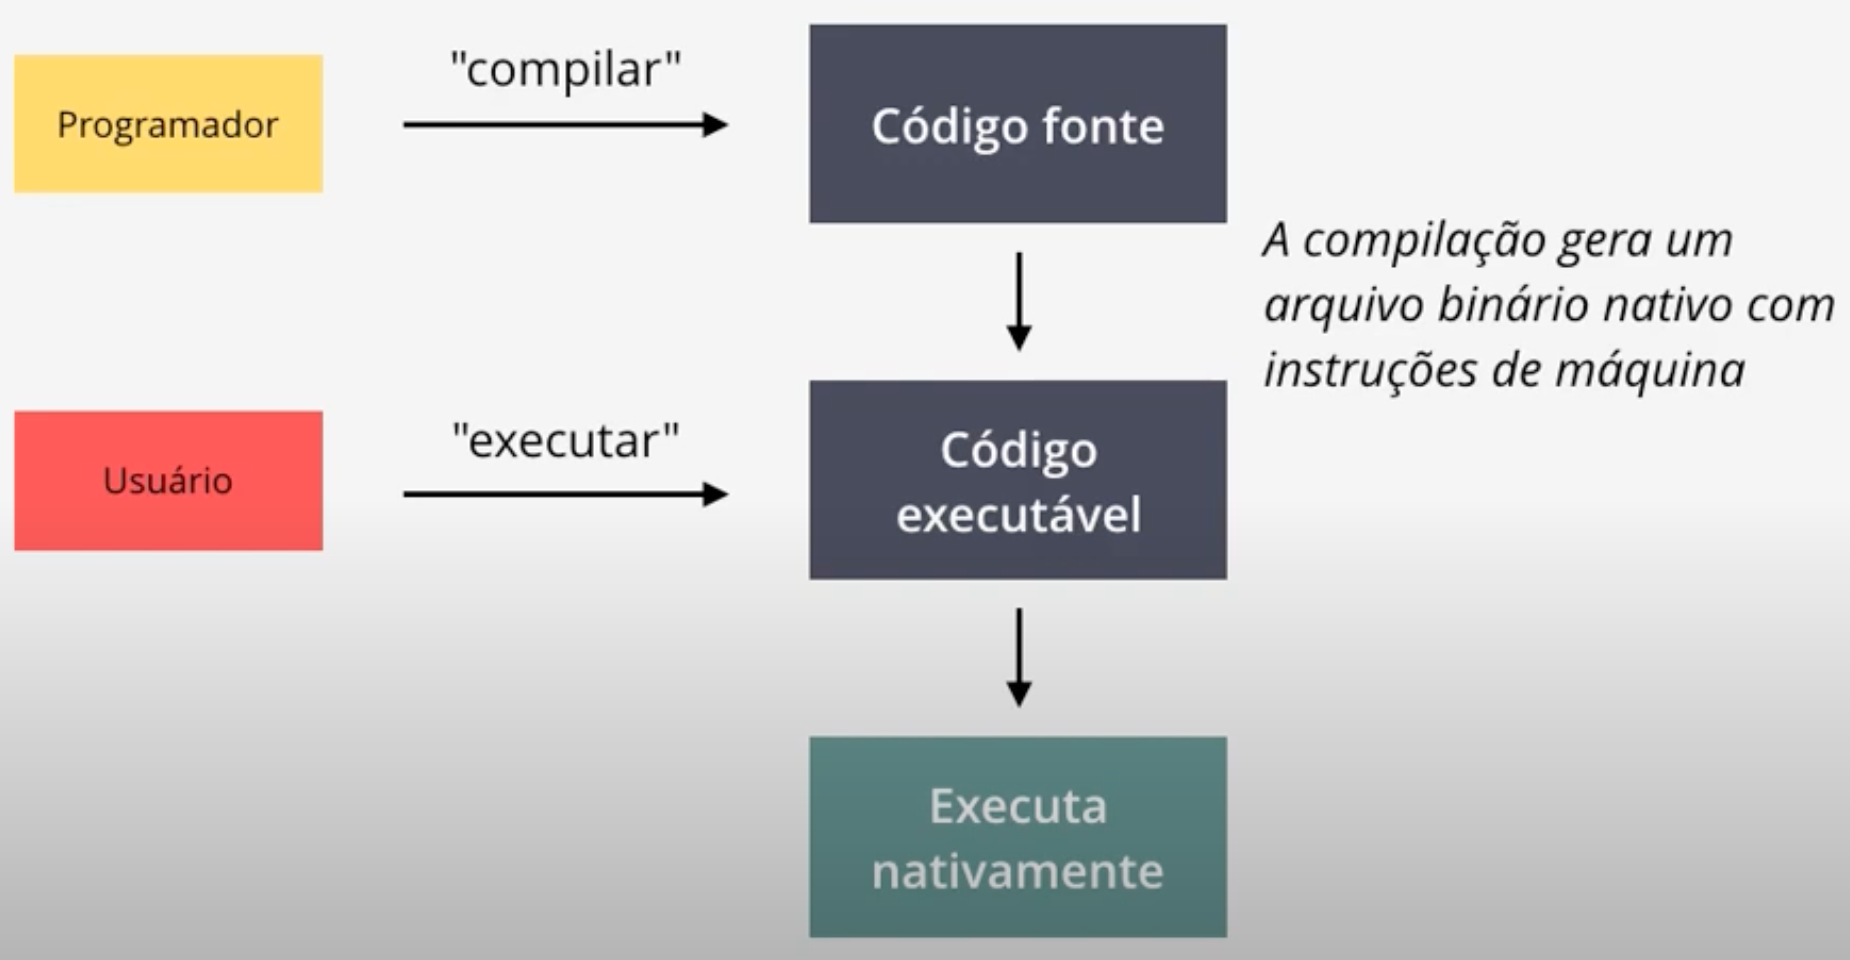 Programador
"compilar"
Código fonte
A compilação gera um
arquivo binário nativo com
instruções de máquina
Usuário
"executar"
Código
executável
Executa
nativamente